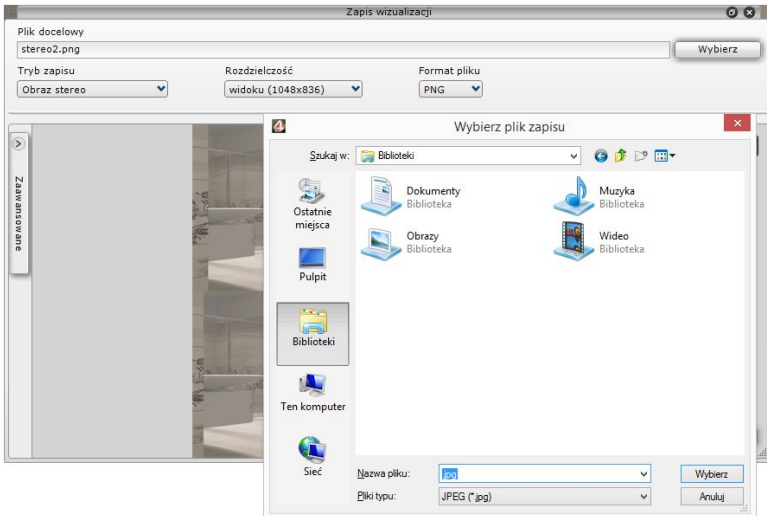 Zapis wizualizacji
Plik docelowy
stereo2.png
Wybierz
Tryb zapisu
Rozdzielczość
Format pliku
Obraz stereo
widoku (1048x836)
PNG
Wybierz plik zapisu
Szukaj w:
Biblioteki
Zaawansowane
Ostatnie
miejsca
Pulpit
Biblioteki
Ten komputer
Sieć
Dokumenty
Biblioteka
Muzyka
Biblioteka
Obrazy
Biblioteka
Wideo
Biblioteka
Nazwa pliku:
.jpg
Wybierz
Pliki typu:
JPEG (*.jpg)
Anuluj